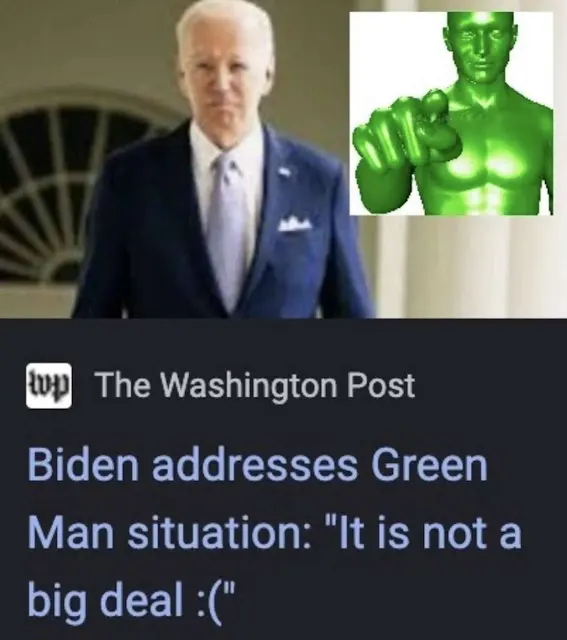 wp The Washington Post
Biden addresses Green
Man situation: "It is not a
big deal :("